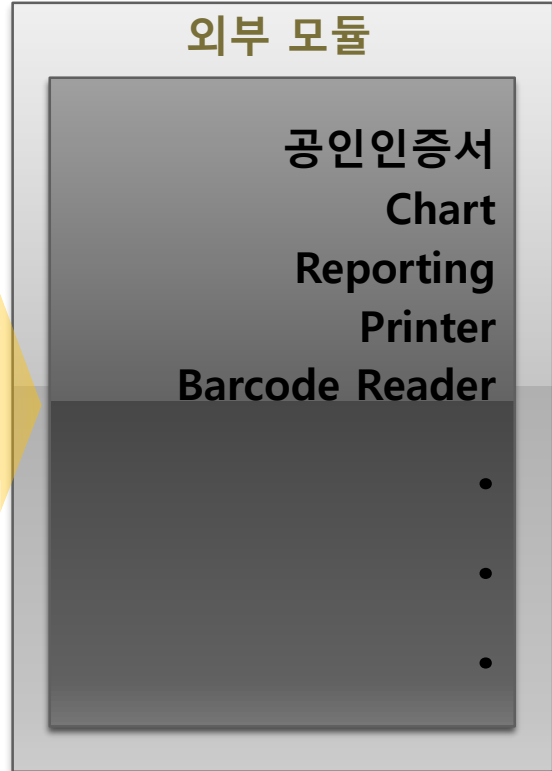 외부 모듈
공인인증서
Chart
Reporting
Printer
Barcode Reader
•
•
•